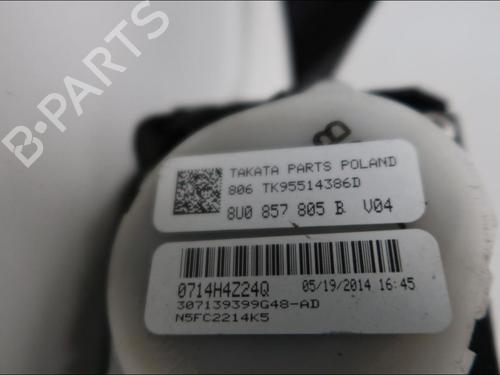 B-PARTS
TAKATA PARTS POLAND
806 TK95514386D
8U0 857 805 B V04
0714H4Z24Q 05/19/2014 16:45
307139399G48-AD
N5FC2214K5